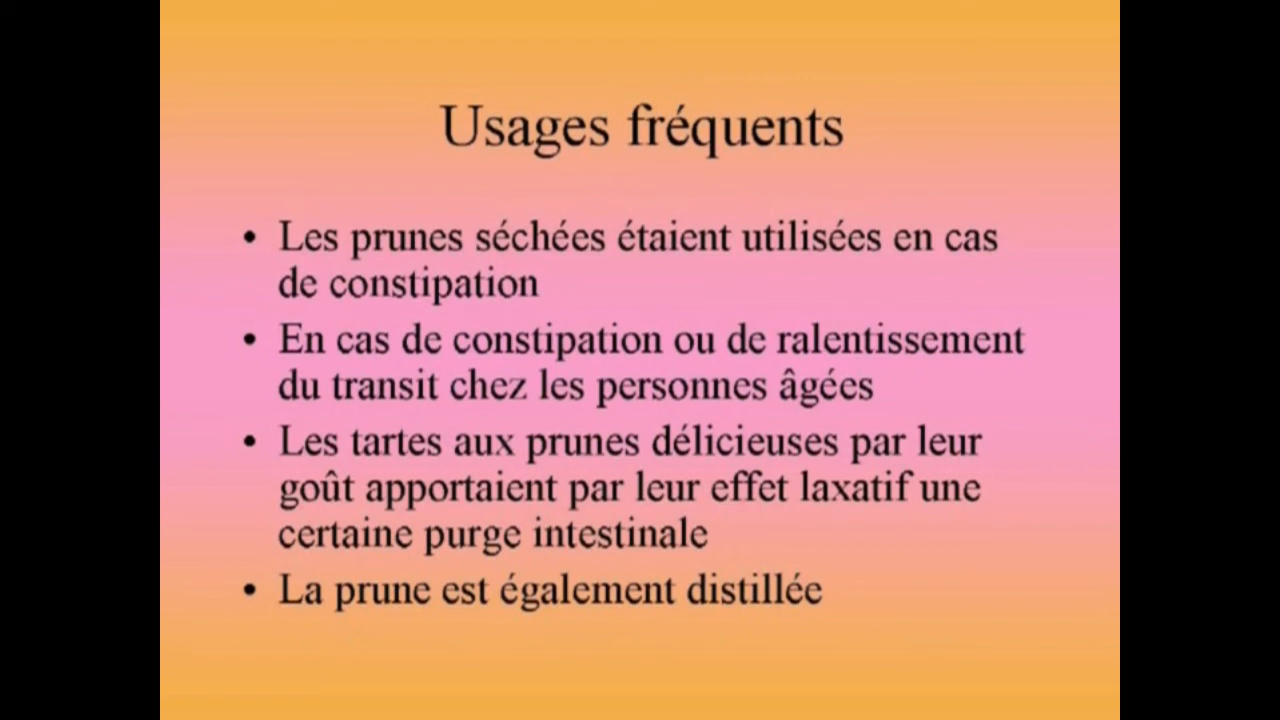 Usages fréquents
• Les prunes séchées étaient utilisées en cas
de constipation
• En cas de constipation ou de ralentissement
du transit chez les personnes âgées
• Les tartes aux prunes délicieuses par leur
goût apportaient par leur effet laxatif une
certaine purge intestinale
• La prune est également distillée